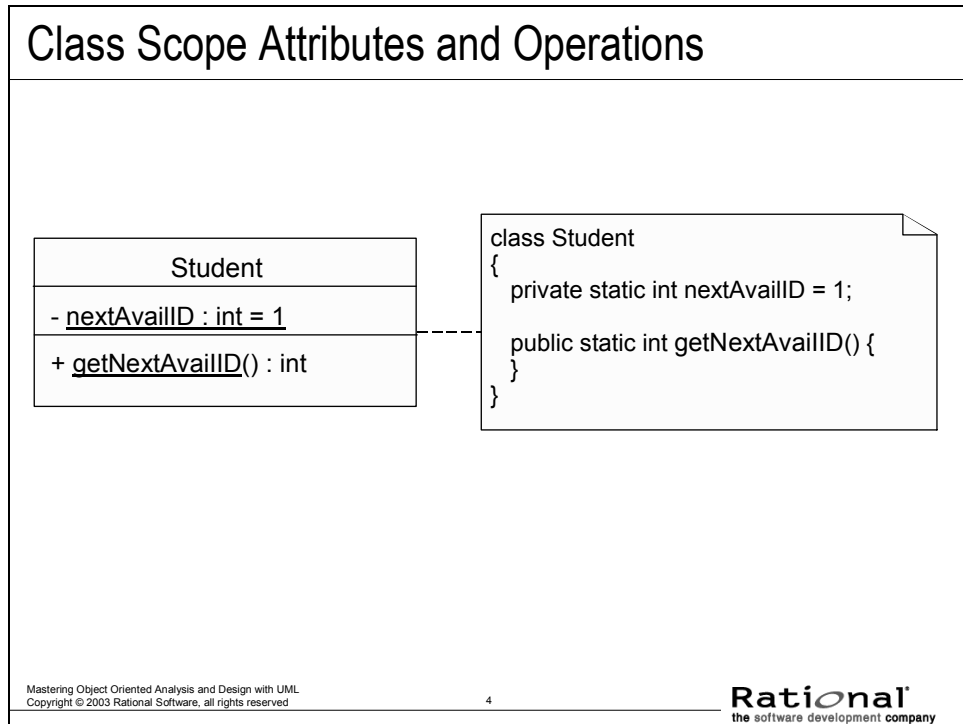 Class Scope Attributes and Operations
Student
- nextAvailID : int = 1
+ getNextAvailID() : int
class Student
{
private static int nextAvailID = 1;
public static int getNextAvailID() {
}
}
Mastering Object Oriented Analysis and Design with UML
Copyright © 2003 Rational Software, all rights reserved
4
Rational
the software development company